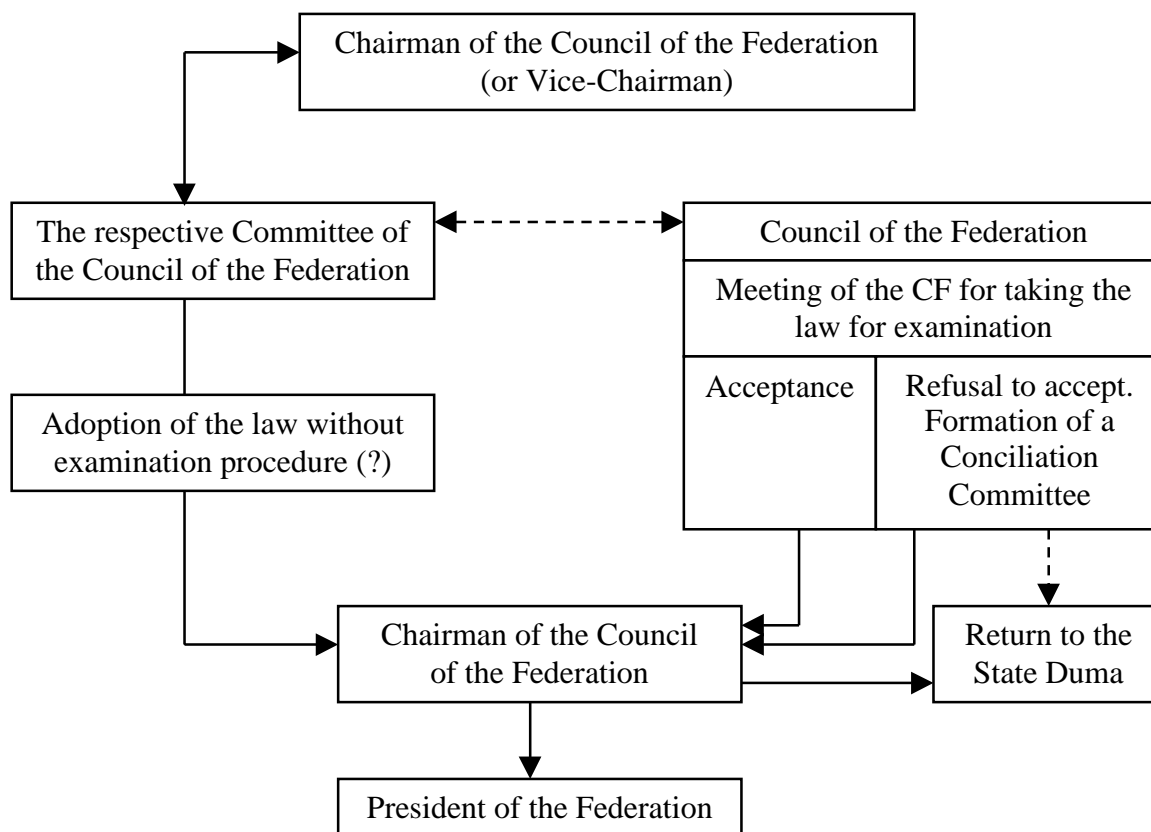 Chairman of the Council of the Federation
(or Vice-Chairman)
The respective Committee of
the Council of the Federation
Council of the Federation
Meeting of the CF for taking the
law for examination
Acceptance
Refusal to accept.
Formation of a
Conciliation
Committee
Adoption of the law without
examination procedure (?)
Chairman of the Council
of the Federation
Return to the
State Duma
President of the Federation